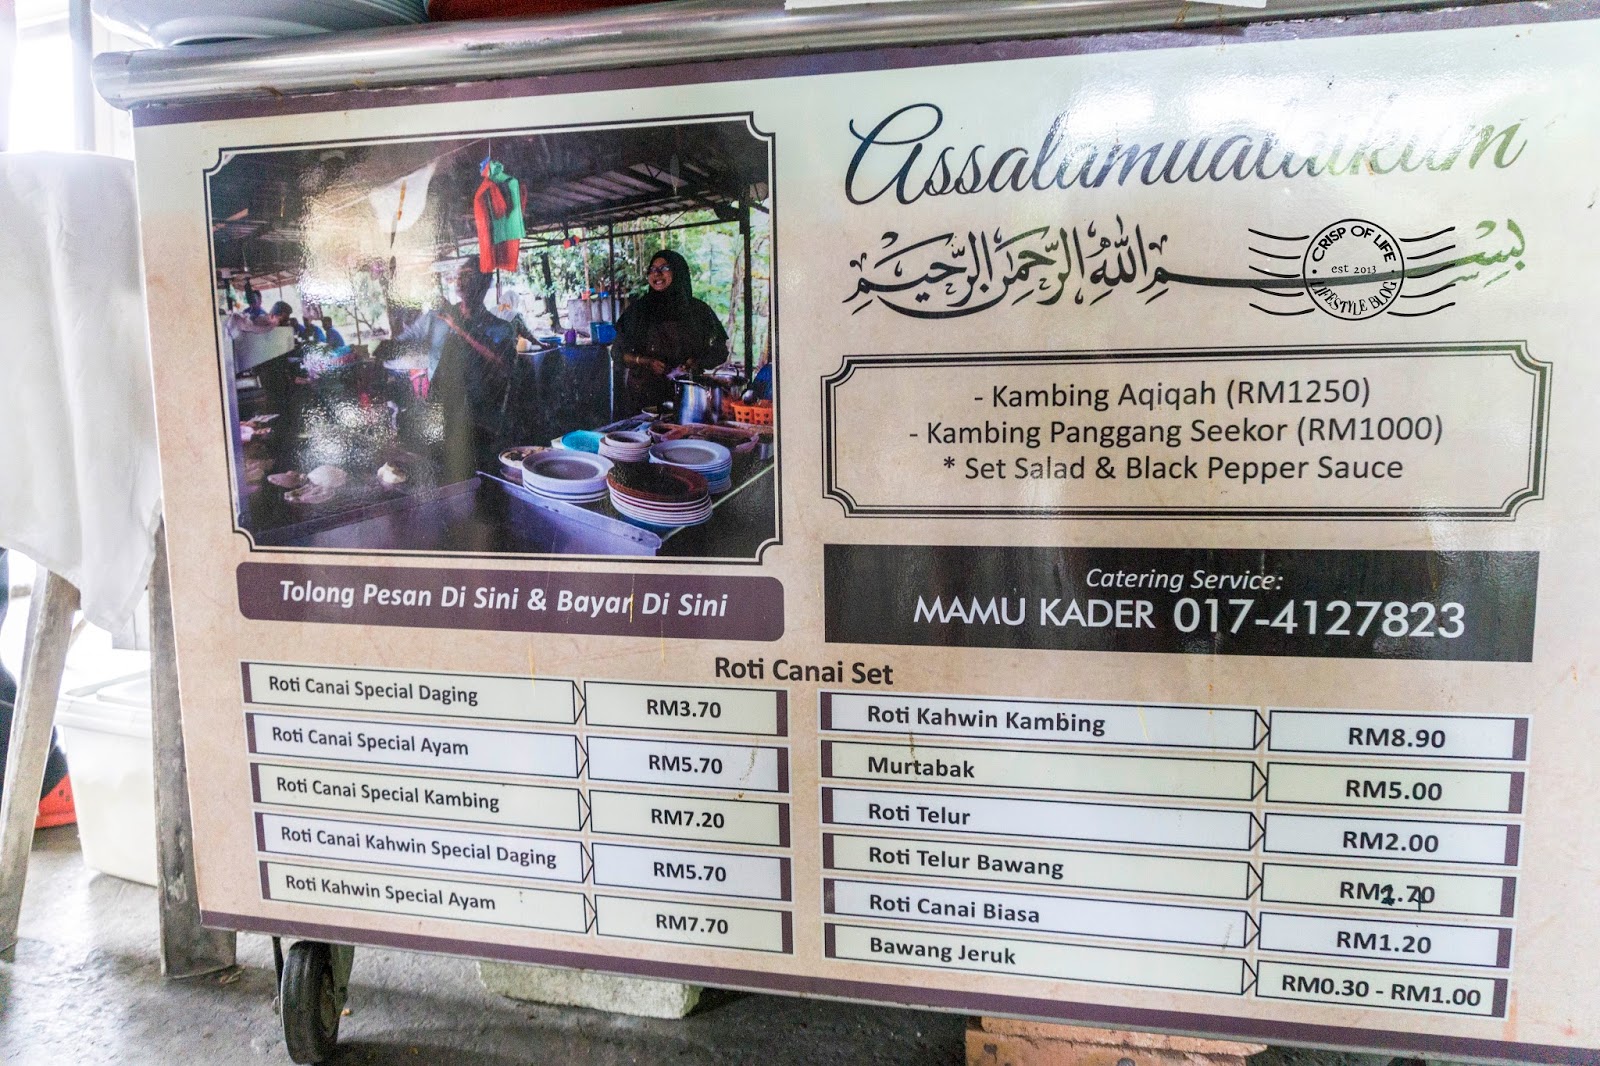 Assalamualaikum
بِسْمِ اللهِ الرَّحْمَنِ الرَّحِيْمِ
CRISP OF LIFE
est 2013
LIFESTYLE BLOG
- Kambing Aqiqah (RM1250)
- Kambing Panggang Seekor (RM1000)
* Set Salad & Black Pepper Sauce
Tolong Pesan Di Sini & Bayar Di Sini
Catering Service:
MAMU KADER 017-4127823
Roti Canai Set
Roti Canai Special Daging RM3.70
Roti Canai Special Ayam RM5.70
Roti Canai Special Kambing RM7.20
Roti Canai Kahwin Special Daging RM5.70
Roti Kahwin Special Ayam RM7.70
Roti Kahwin Kambing RM8.90
Murtabak RM5.00
Roti Telur RM2.00
Roti Telur Bawang
Roti Canai Biasa RM1.20
Bawang Jeruk RM0.30 - RM1.00